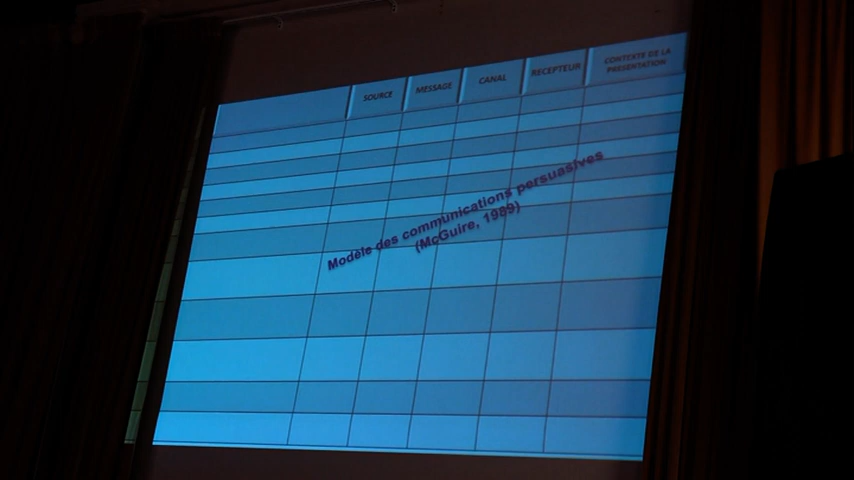 SOURCE
MESSAGE
CANAL
RECEPTEUR
CONTEXTE DE LA
PRESENTATION
Modèle des communications persuasives
(McGuire, 1989)